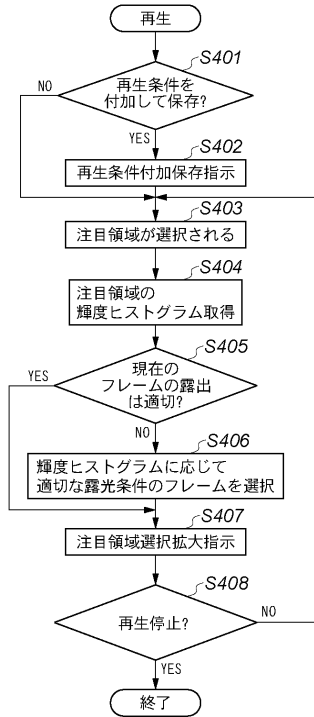 再生
S401
再生条件を
付加して保存?
NO
YES
S402
再生条件付加保存指示
S403
注目領域が選択される
S404
注目領域の
輝度ヒストグラム取得
S405
現在の
フレームの露出
は適切?
YES
NO
S406
輝度ヒストグラムに応じて
適切な露光条件のフレームを選択
S407
注目領域選択拡大指示
S408
再生停止?
NO
YES
終了